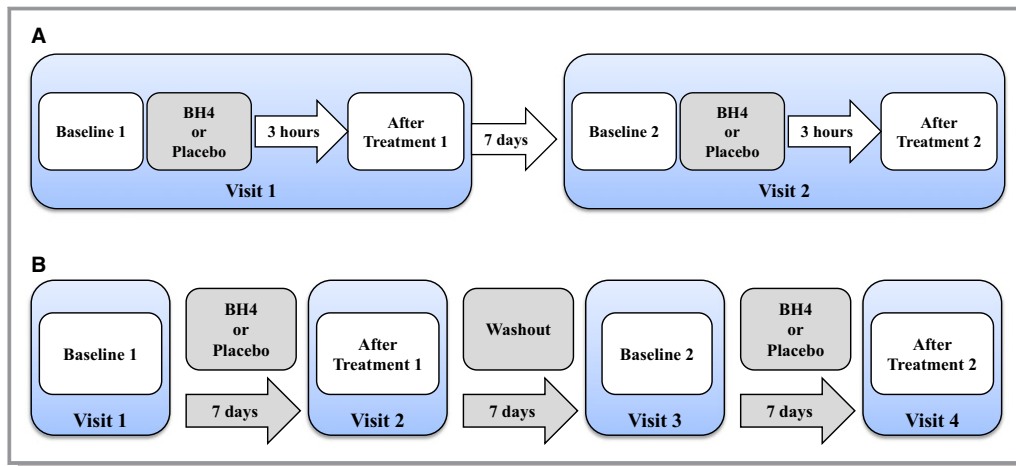 A
Baseline 1
BH4
or
Placebo
3 hours
After
Treatment 1
Visit 1
7 days
Baseline 2
BH4
or
Placebo
3 hours
After
Treatment 2
Visit 2
B
Baseline 1
Visit 1
BH4
or
Placebo
7 days
After
Treatment 1
Visit 2
Washout
7 days
Baseline 2
Visit 3
BH4
or
Placebo
7 days
After
Treatment 2
Visit 4